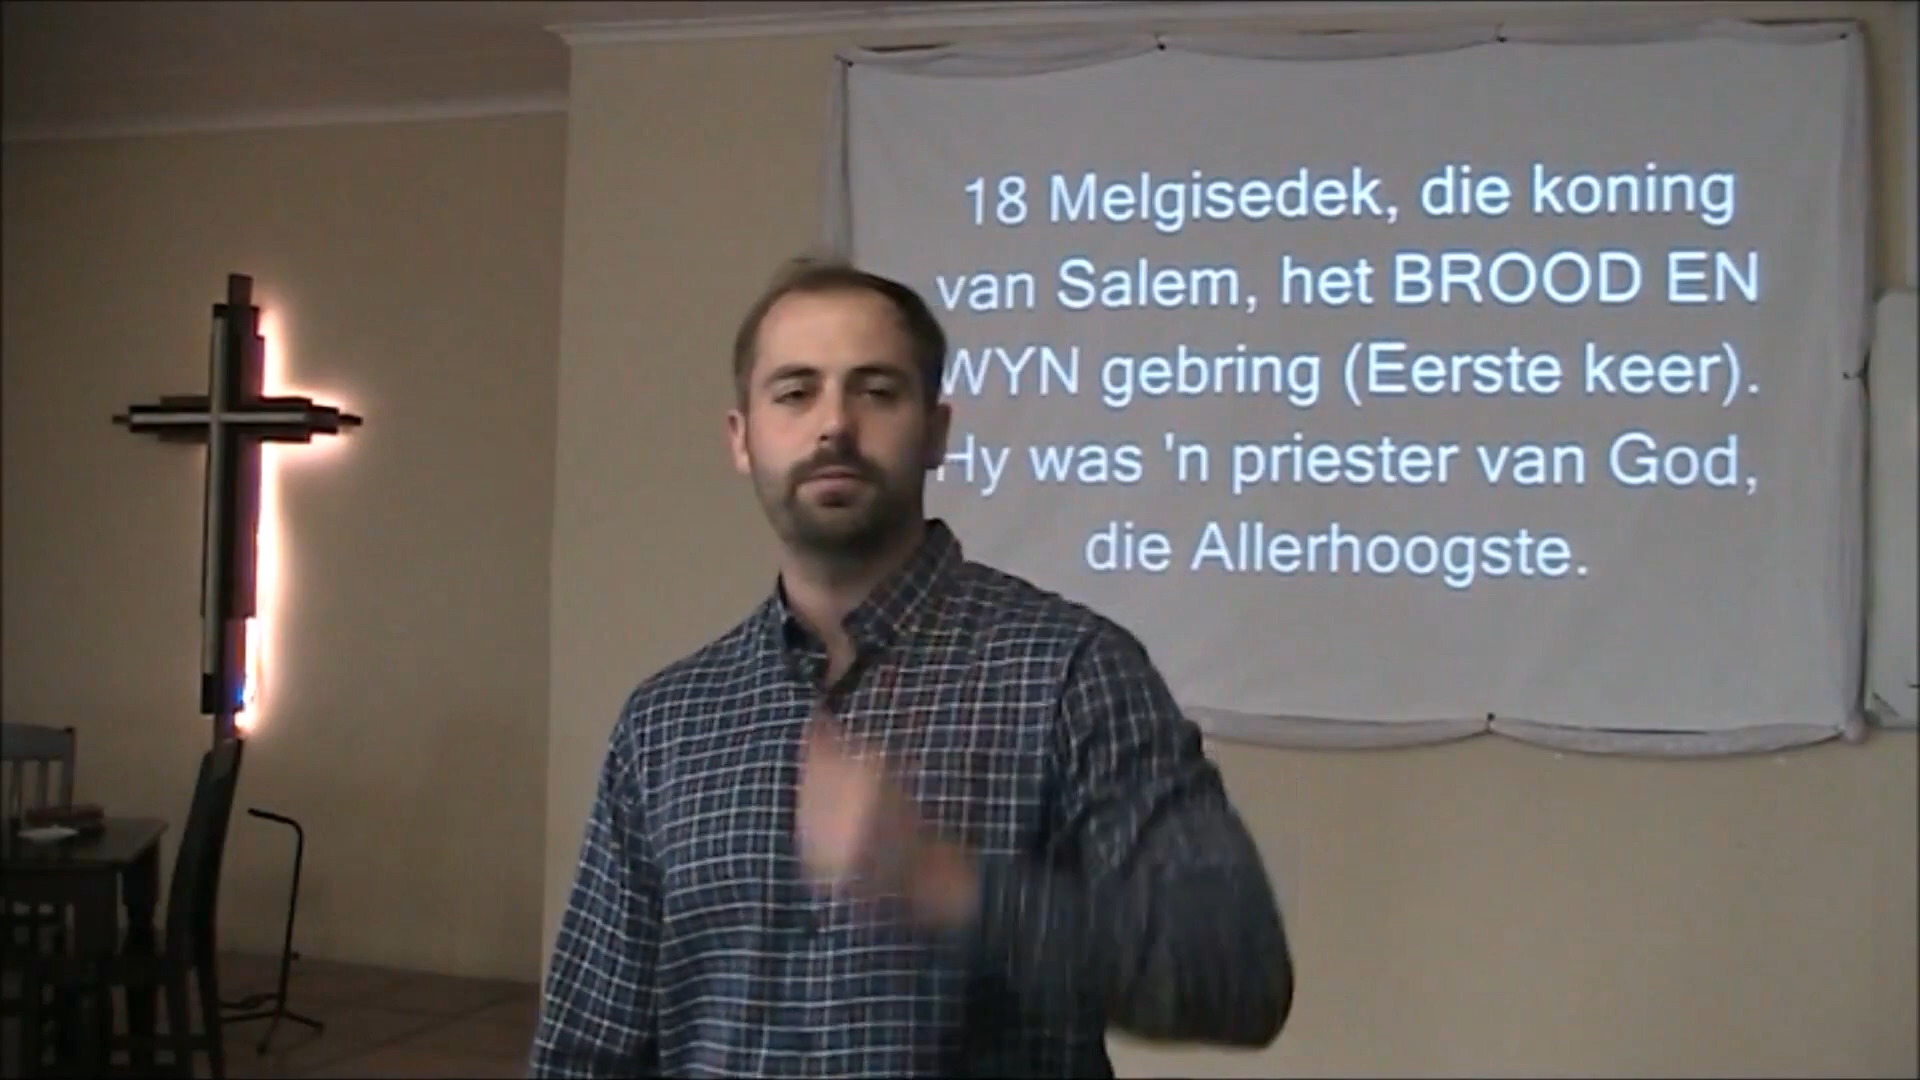 18 Melgisedek, die koning
van Salem, het BROOD EN
WYN gebring (Eerste keer).
Hy was 'n priester van God,
die Allerhoogste.